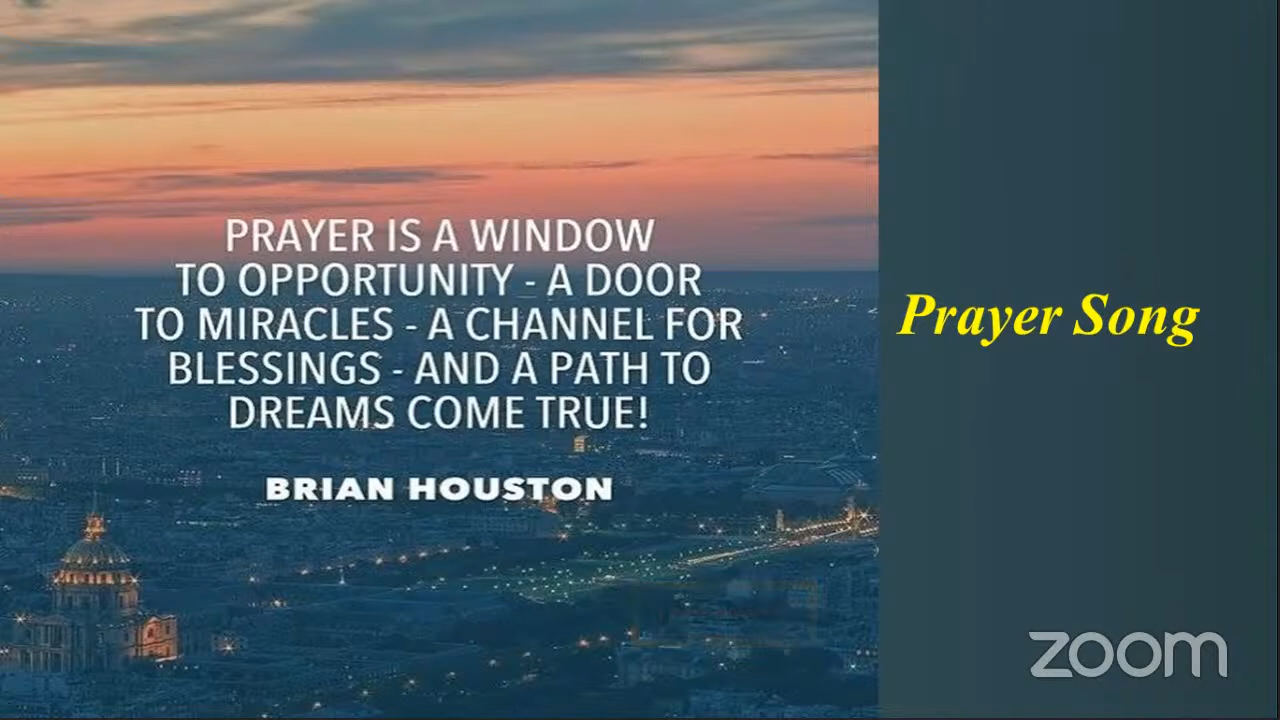 PRAYER IS A WINDOW
TO OPPORTUNITY - A DOOR
TO MIRACLES - A CHANNEL FOR
BLESSINGS - AND A PATH TO
DREAMS COME TRUE!
BRIAN HOUSTON
Prayer Song
zoom